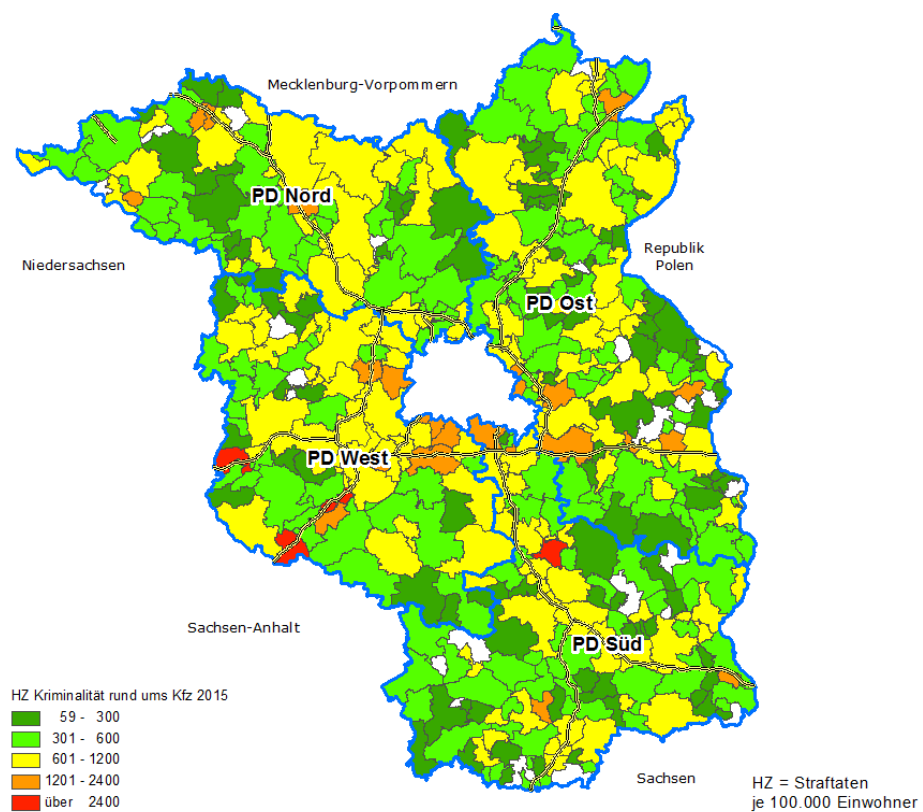 Mecklenburg-Vorpommern
PD Nord
Niedersachsen
Republik
Polen
PD Ost
PD West
Sachsen-Anhalt
PD Süd
HZ Kriminalität rund ums Kfz 2015
59 - 300
301 - 600
601 - 1200
1201 - 2400
über 2400
Sachsen
HZ = Straftaten
je 100.000 Einwohner